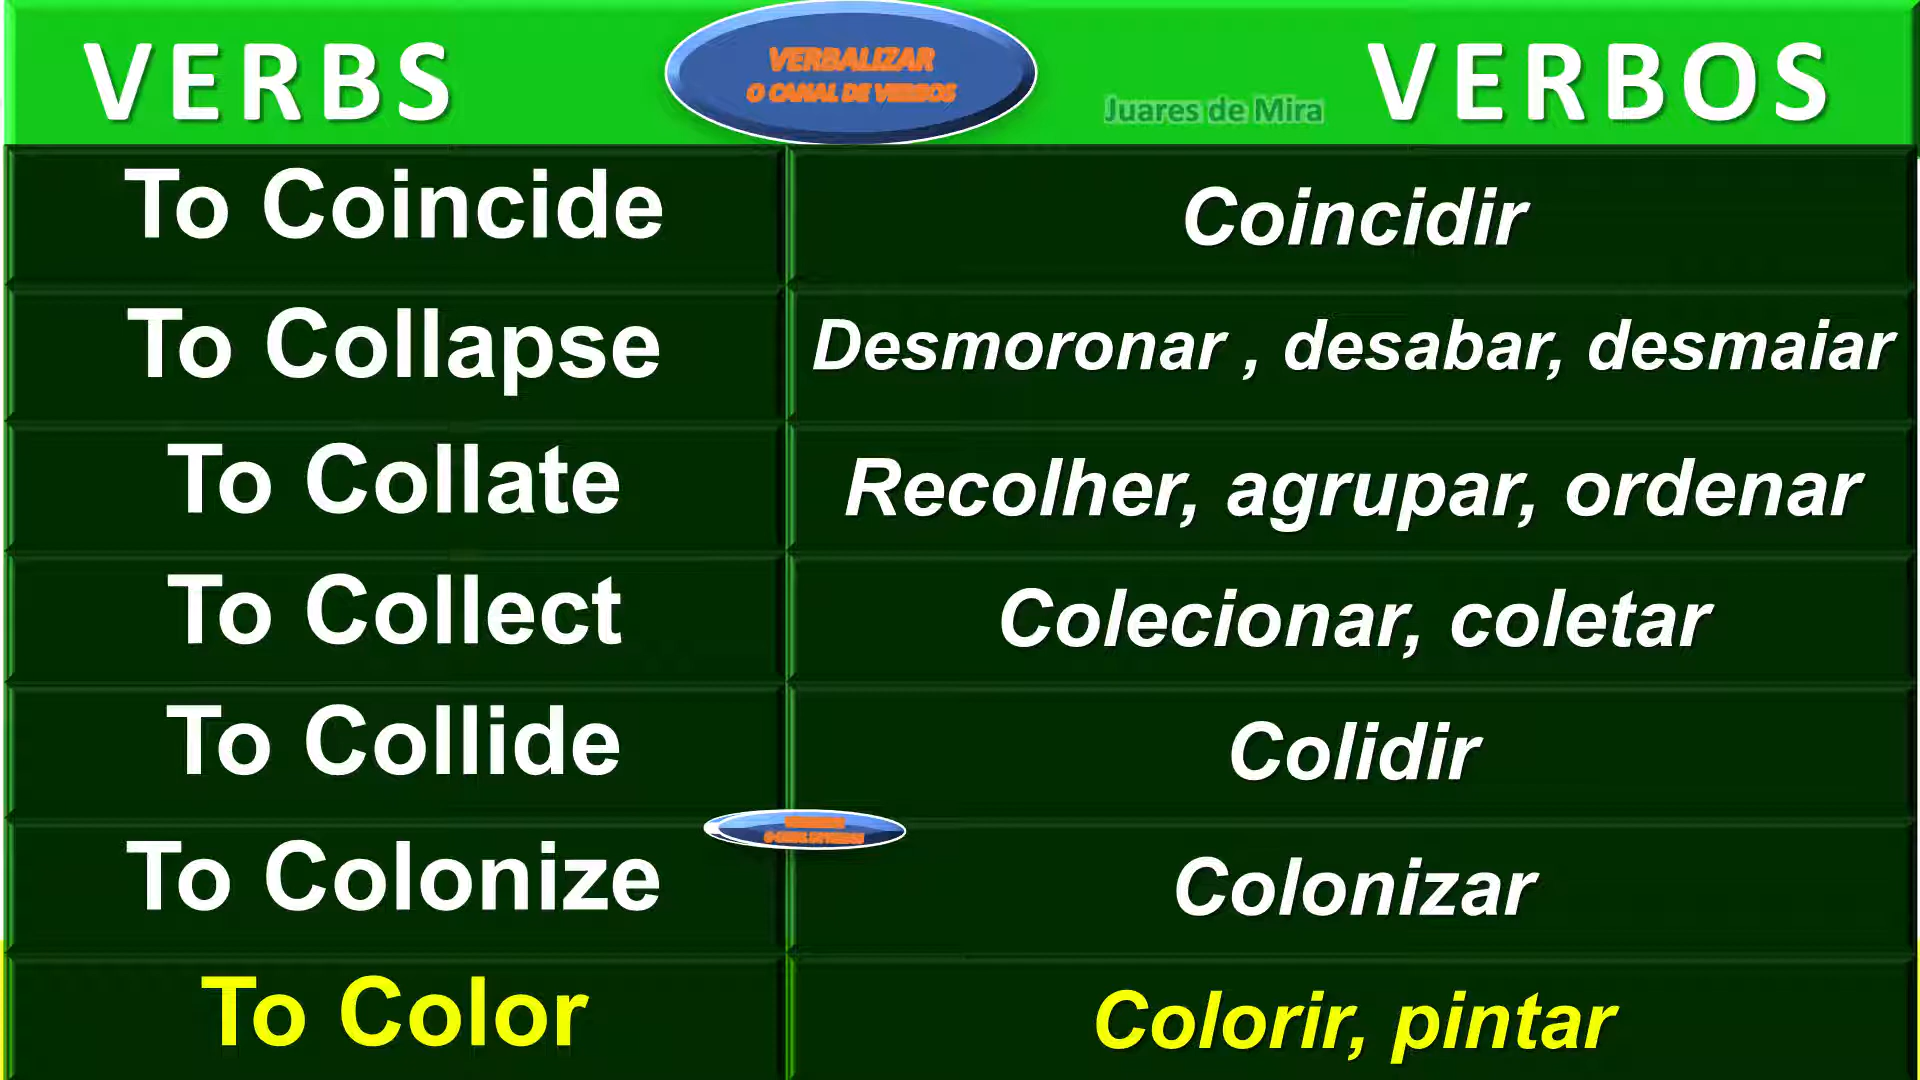 VERBS
VERBALIZAR
O CANAL DE VERBOS
Juares de Mira
VERBOS
To Coincide
Coincidir
To Collapse
Desmoronar , desabar, desmaiar
To Collate
Recolher, agrupar, ordenar
To Collect
Colecionar, coletar
To Collide
Colidir
To Colonize
Colonizar
To Color
Colorir, pintar